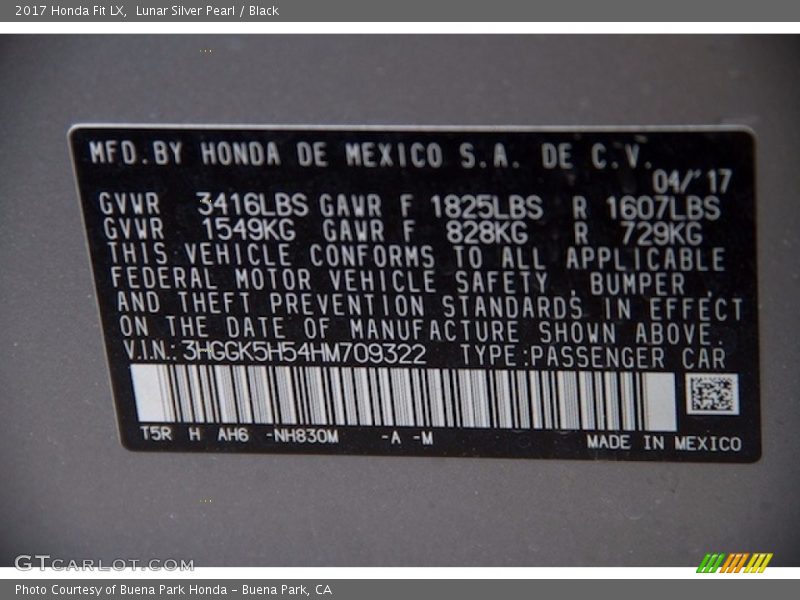 2017 Honda Fit LX, Lunar Silver Pearl / Black
MFD.BY HONDA DE MEXICO S.A. DE C.V.
04/'17
GVWR 3416LBS GAWR F 1825LBS R 1607LBS
GVWR 1549KG GAWR F 828KG R 729KG
THIS VEHICLE CONFORMS TO ALL APPLICABLE
FEDERAL MOTOR VEHICLE SAFETY, BUMPER,
AND THEFT PREVENTION STANDARDS IN EFFECT
ON THE DATE OF MANUFACTURE SHOWN ABOVE.
V.I.N.: 3HGGK5H54HM709322 TYPE:PASSENGER CAR
T5R H AH6 -NH830M -A -M MADE IN MEXICO
GTCARLOT.COM
Photo Courtesy of Buena Park Honda – Buena Park, CA